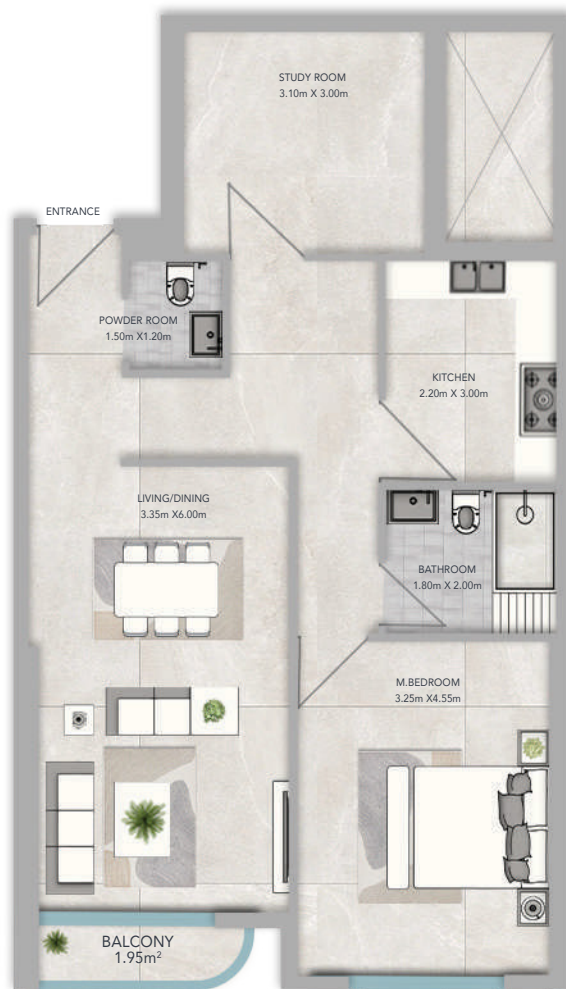 STUDY ROOM
3.10m X 3.00m
ENTRANCE
POWDER ROOM
1.50m X1.20m
KITCHEN
2.20m X 3.00m
LIVING/DINING
3.35m X6.00m
BATHROOM
1.80m X 2.00m
M.BEDROOM
3.25m X4.55m
BALCONY
1.95m²